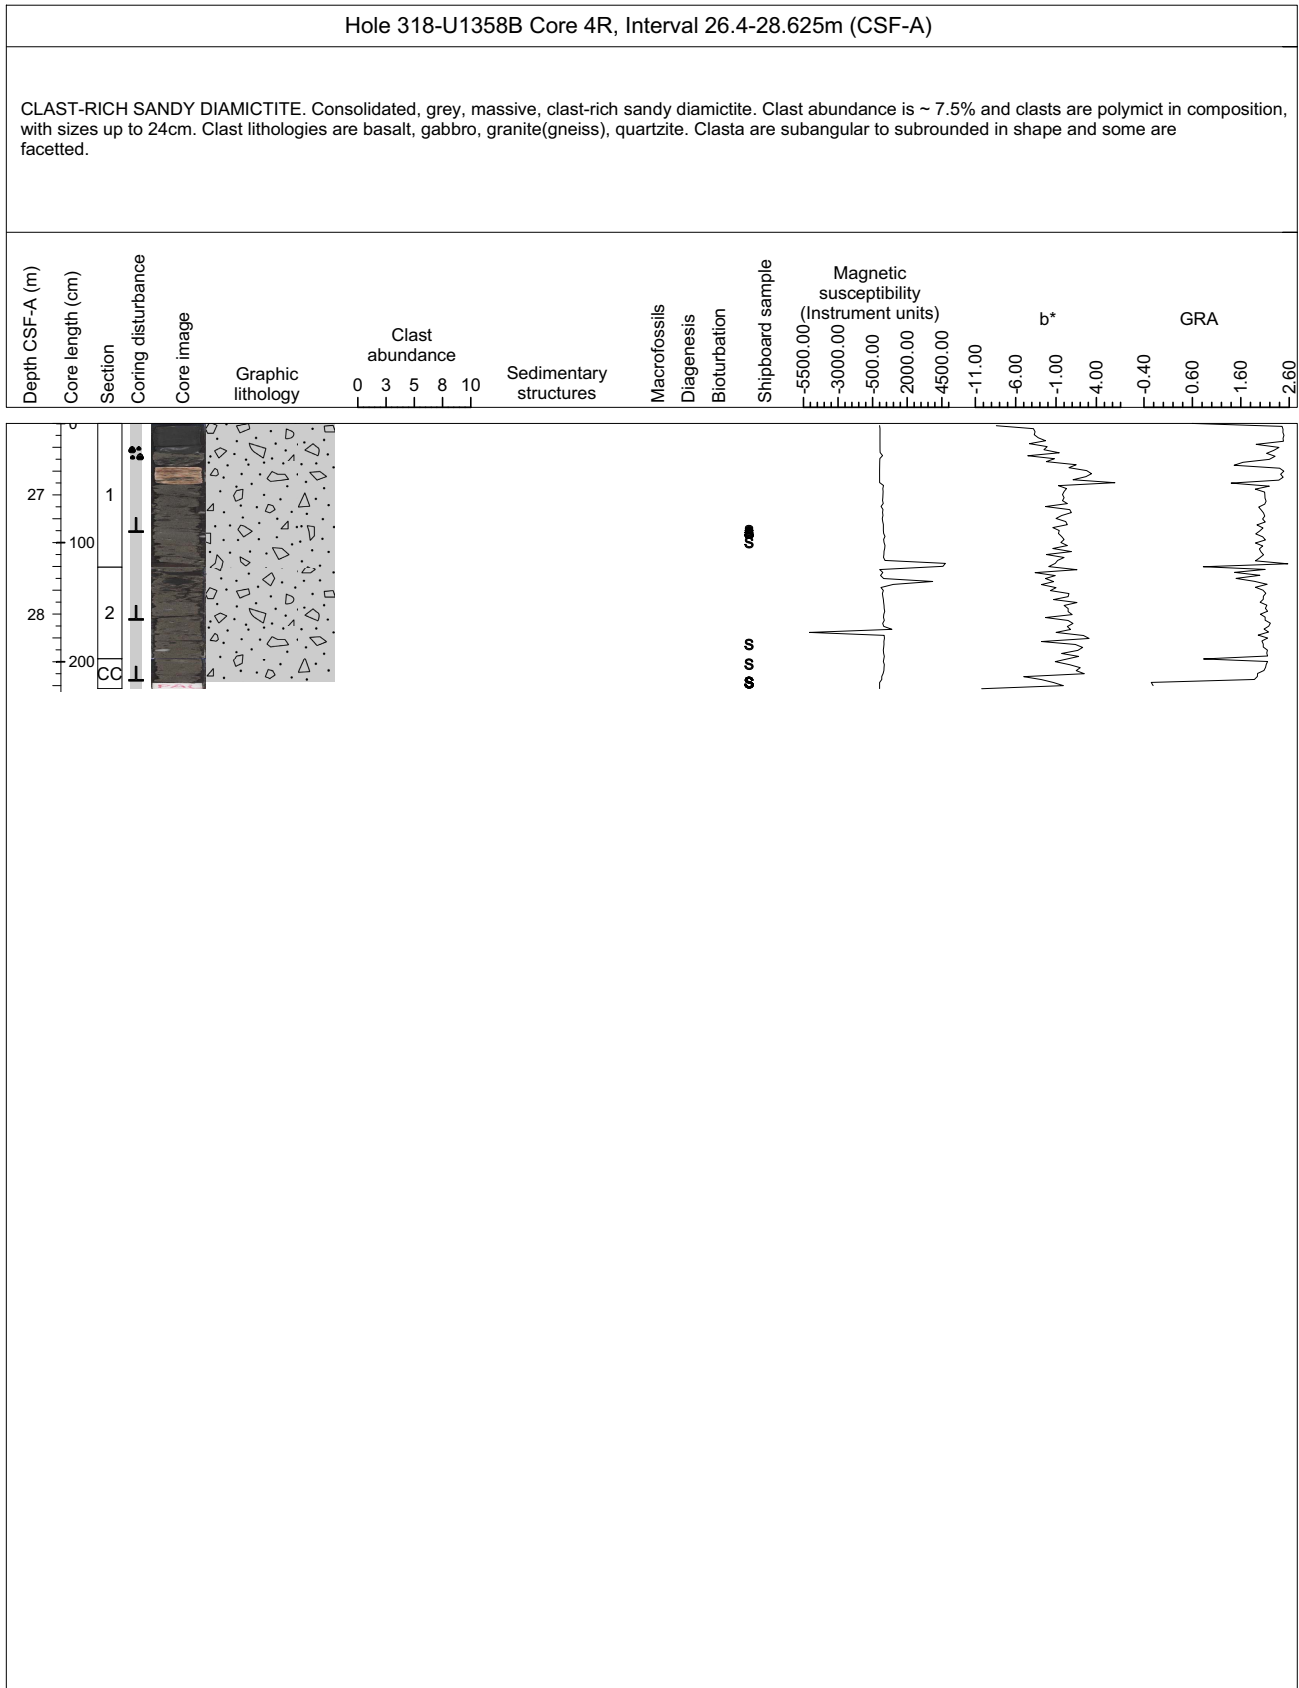 Hole 318-U1358B Core 4R, Interval 26.4-28.625m (CSF-A)
CLAST-RICH SANDY DIAMICTITE. Consolidated, grey, massive, clast-rich sandy diamictite. Clast abundance is ~ 7.5% and clasts are polymict in composition,
with sizes up to 24cm. Clast lithologies are basalt, gabbro, granite(gneiss), quartzite. Clasta are subangular to subrounded in shape and some are
facetted.
Depth CSF-A (m)
Core length (cm)
Section
Coring disturbance
Core image
Graphic
lithology
Clast
abundance
0 3 5 8 10
Sedimentary
structures
Macrofossils
Diagenesis
Bioturbation
Shipboard sample
Magnetic
susceptibility
(Instrument units)
-5500.00
-3000.00
-500.00
2000.00
4500.00
b*
-11.00
-6.00
-1.00
4.00
GRA
-0.40
0.60
1.60
2.60
0
27
1
100
S
2
28
S
200
S
CC
S